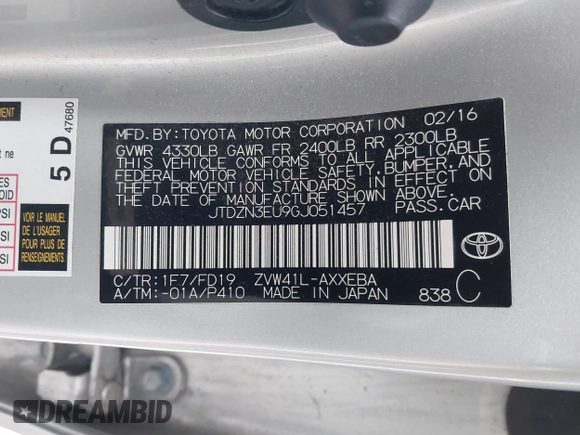 MFD. BY: TOYOTA MOTOR CORPORATION 02/16
GVWR 4330LB GAWR FR 2400LB RR 2300LB
THIS VEHICLE CONFORMS TO ALL APPLICABLE
FEDERAL MOTOR VEHICLE SAFETY, BUMPER, AND
THEFT PREVENTION STANDARDS IN EFFECT ON
THE DATE OF MANUFACTURE SHOWN ABOVE.
JTDZN3EU9GJ051457 PASS.CAR
C/TR:1F7/FD19 ZVW41L-AXXEBA
A/TM:-01A/P410 MADE IN JAPAN 838 C
5 D 47680
ne
PSI
VOIR LE MANUEL
DE L'USAGER
POUR PLUS DE
RENSEIGNEMENTS
DREAMBID